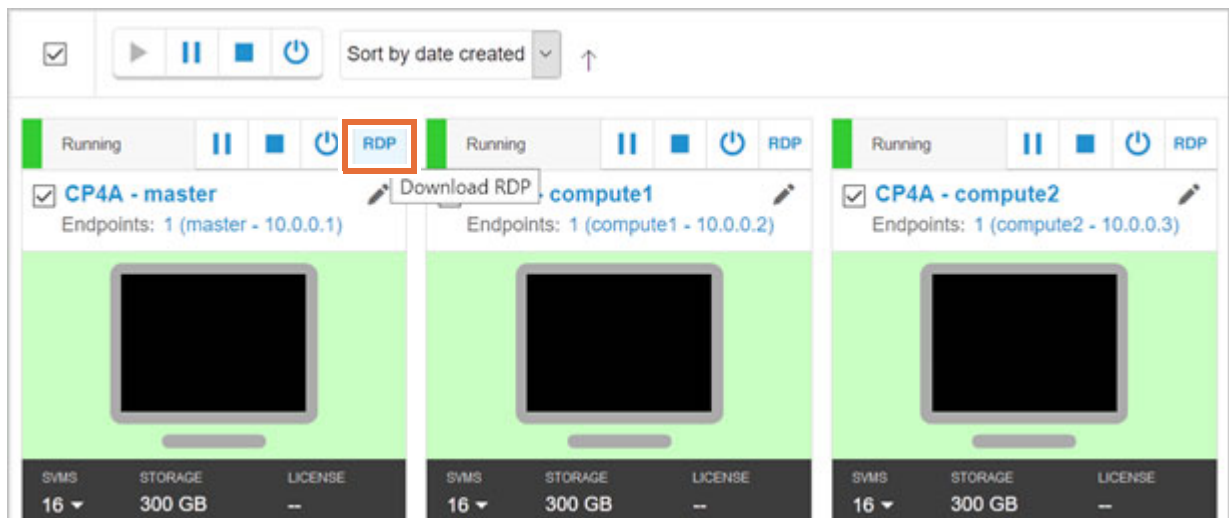 Sort by date created
Running RDP Running RDP Running RDP
Download RDP
CP4A - master compute1 CP4A - compute2
Endpoints: 1 (master - 10.0.0.1) Endpoints: 1 (compute1 - 10.0.0.2) Endpoints: 1 (compute2 - 10.0.0.3)
SVMS STORAGE LICENSE SVMS STORAGE LICENSE SVMS STORAGE LICENSE
16 300 GB -- 16 300 GB -- 16 300 GB --